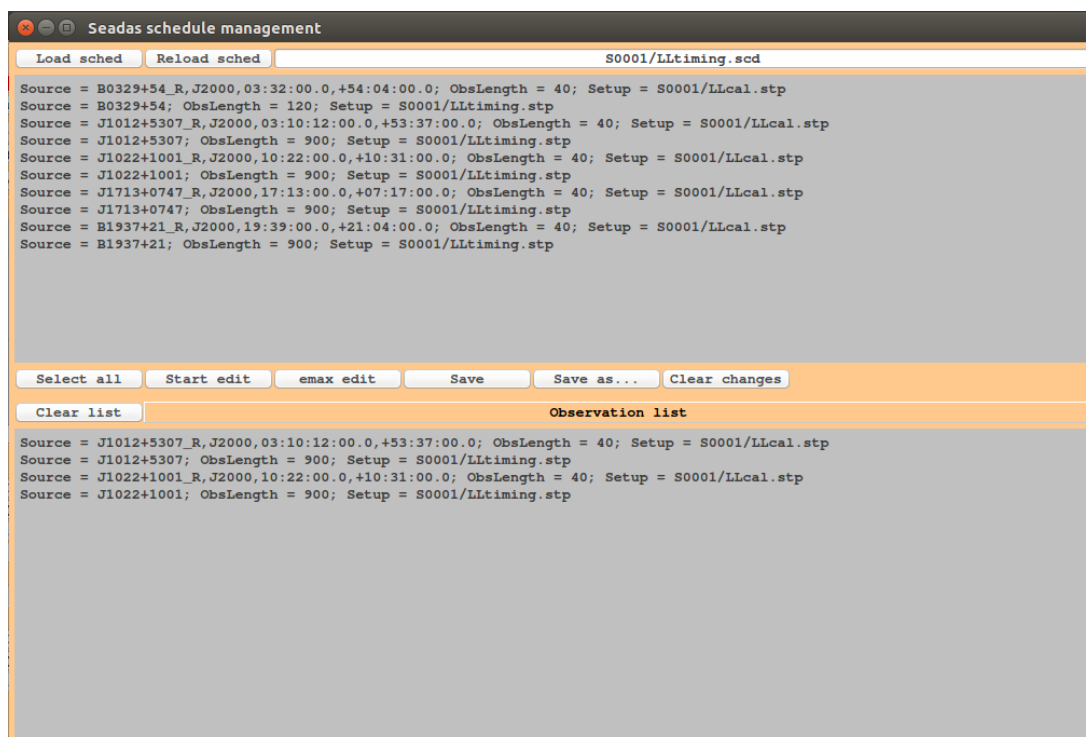 Seadas schedule management
Load sched Reload sched S0001/LLtiming.scd
Source = B0329+54_R,J2000,03:32:00.0,+54:04:00.0; ObsLength = 40; Setup = S0001/LLcal.stp
Source = B0329+54; ObsLength = 120; Setup = S0001/LLtiming.stp
Source = J1012+5307_R,J2000,03:10:12:00.0,+53:37:00.0; ObsLength = 40; Setup = S0001/LLcal.stp
Source = J1012+5307; ObsLength = 900; Setup = S0001/LLtiming.stp
Source = J1022+1001_R,J2000,10:22:00.0,+10:31:00.0; ObsLength = 40; Setup = S0001/LLcal.stp
Source = J1022+1001; ObsLength = 900; Setup = S0001/LLtiming.stp
Source = J1713+0747_R,J2000,17:13:00.0,+07:17:00.0; ObsLength = 40; Setup = S0001/LLcal.stp
Source = J1713+0747; ObsLength = 900; Setup = S0001/LLtiming.stp
Source = B1937+21_R,J2000,19:39:00.0,+21:04:00.0; ObsLength = 40; Setup = S0001/LLcal.stp
Source = B1937+21; ObsLength = 900; Setup = S0001/LLtiming.stp
Select all Start edit emax edit Save Save as... Clear changes
Clear list Observation list
Source = J1012+5307_R,J2000,03:10:12:00.0,+53:37:00.0; ObsLength = 40; Setup = S0001/LLcal.stp
Source = J1012+5307; ObsLength = 900; Setup = S0001/LLtiming.stp
Source = J1022+1001_R,J2000,10:22:00.0,+10:31:00.0; ObsLength = 40; Setup = S0001/LLcal.stp
Source = J1022+1001; ObsLength = 900; Setup = S0001/LLtiming.stp